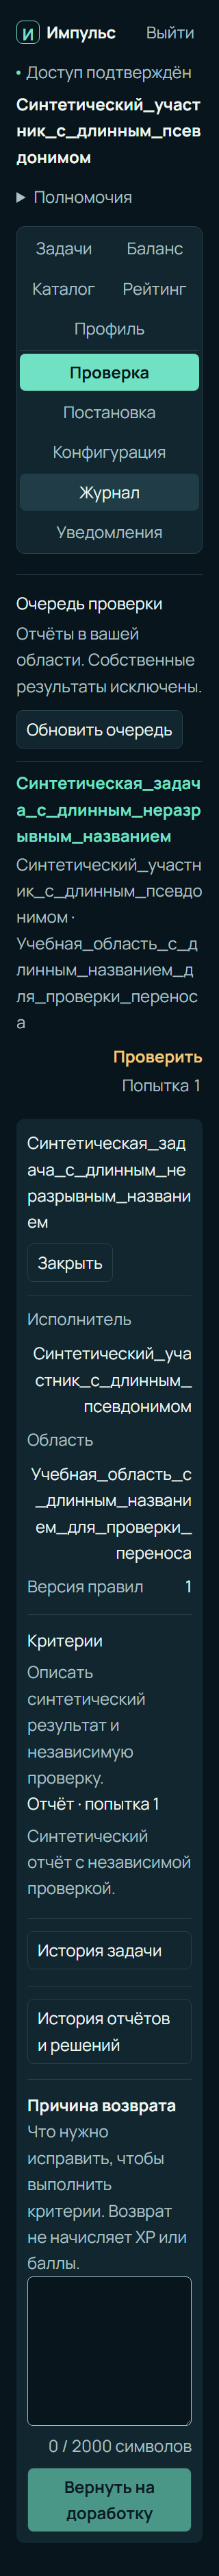 И Импульс Выйти
• Доступ подтверждён
Синтетический_участ
ник_с_длинным_псев
донимом
▶ Полномочия
Задачи Баланс
Каталог Рейтинг
Профиль
Проверка
Постановка
Конфигурация
Журнал
Уведомления
Очередь проверки
Отчёты в вашей
области. Собственные
результаты исключены.
Обновить очередь
Синтетическая_задач
а_с_длинным_неразр
ывным_названием
Синтетический_участн
ик_с_длинным_псевдо
нимом ·
Учебная_область_с_д
линным_названием_д
ля_проверки_перенос
а
Проверить
Попытка 1
Синтетическая_зад
ача_с_длинным_не
разрывным_названи
ем
Закрыть
Исполнитель
Синтетический_уча
стник_с_длинным_
псевдонимом
Область
Учебная_область_с
_длинным_названи
ем_для_проверки_
переноса
Версия правил 1
Критерии
Описать
синтетический
результат и
независимую
проверку.
Отчёт · попытка 1
Синтетический
отчёт с независимой
проверкой.
История задачи
История отчётов
и решений
Причина возврата
Что нужно
исправить, чтобы
выполнить
критерии. Возврат
не начисляет XP или
баллы.
0 / 2000 символов
Вернуть на
доработку